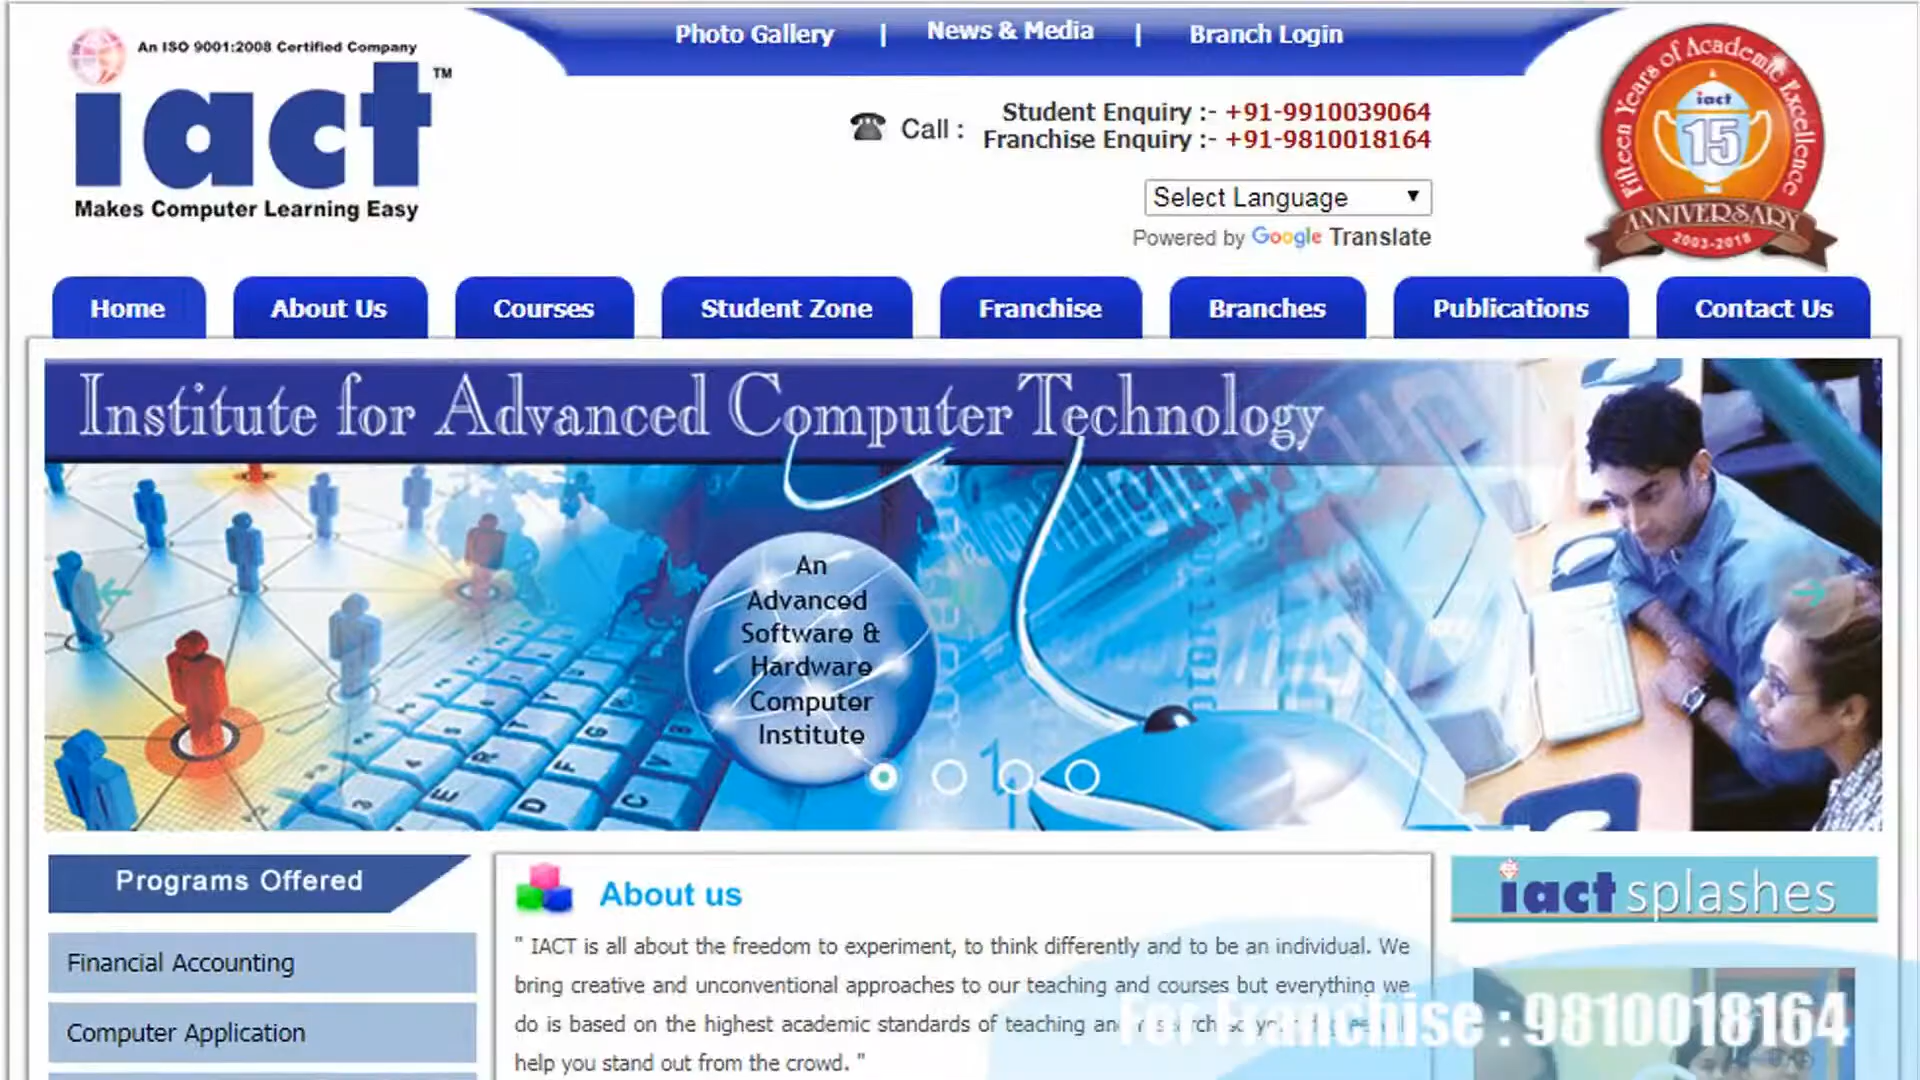 Photo Gallery | News & Media | Branch Login
An ISO 9001:2008 Certified Company
iact™
Makes Computer Learning Easy
Call :
Student Enquiry :- +91-9910039064
Franchise Enquiry :- +91-9810018164
Select Language
Powered by Google Translate
Fifteen Years of Academic Excellence
iact
15
ANNIVERSARY
2003-2018
Home
About Us
Courses
Student Zone
Franchise
Branches
Publications
Contact Us
Institute for Advanced Computer Technology
An
Advanced
Software &
Hardware
Computer
Institute
Programs Offered
Financial Accounting
Computer Application
About us
" IACT is all about the freedom to experiment, to think differently and to be an individual. We
bring creative and unconventional approaches to our teaching and courses but everything we
do is based on the highest academic standards of teaching and research so your
help you stand out from the crowd. "
iact splashes
For Franchise : 9810018164